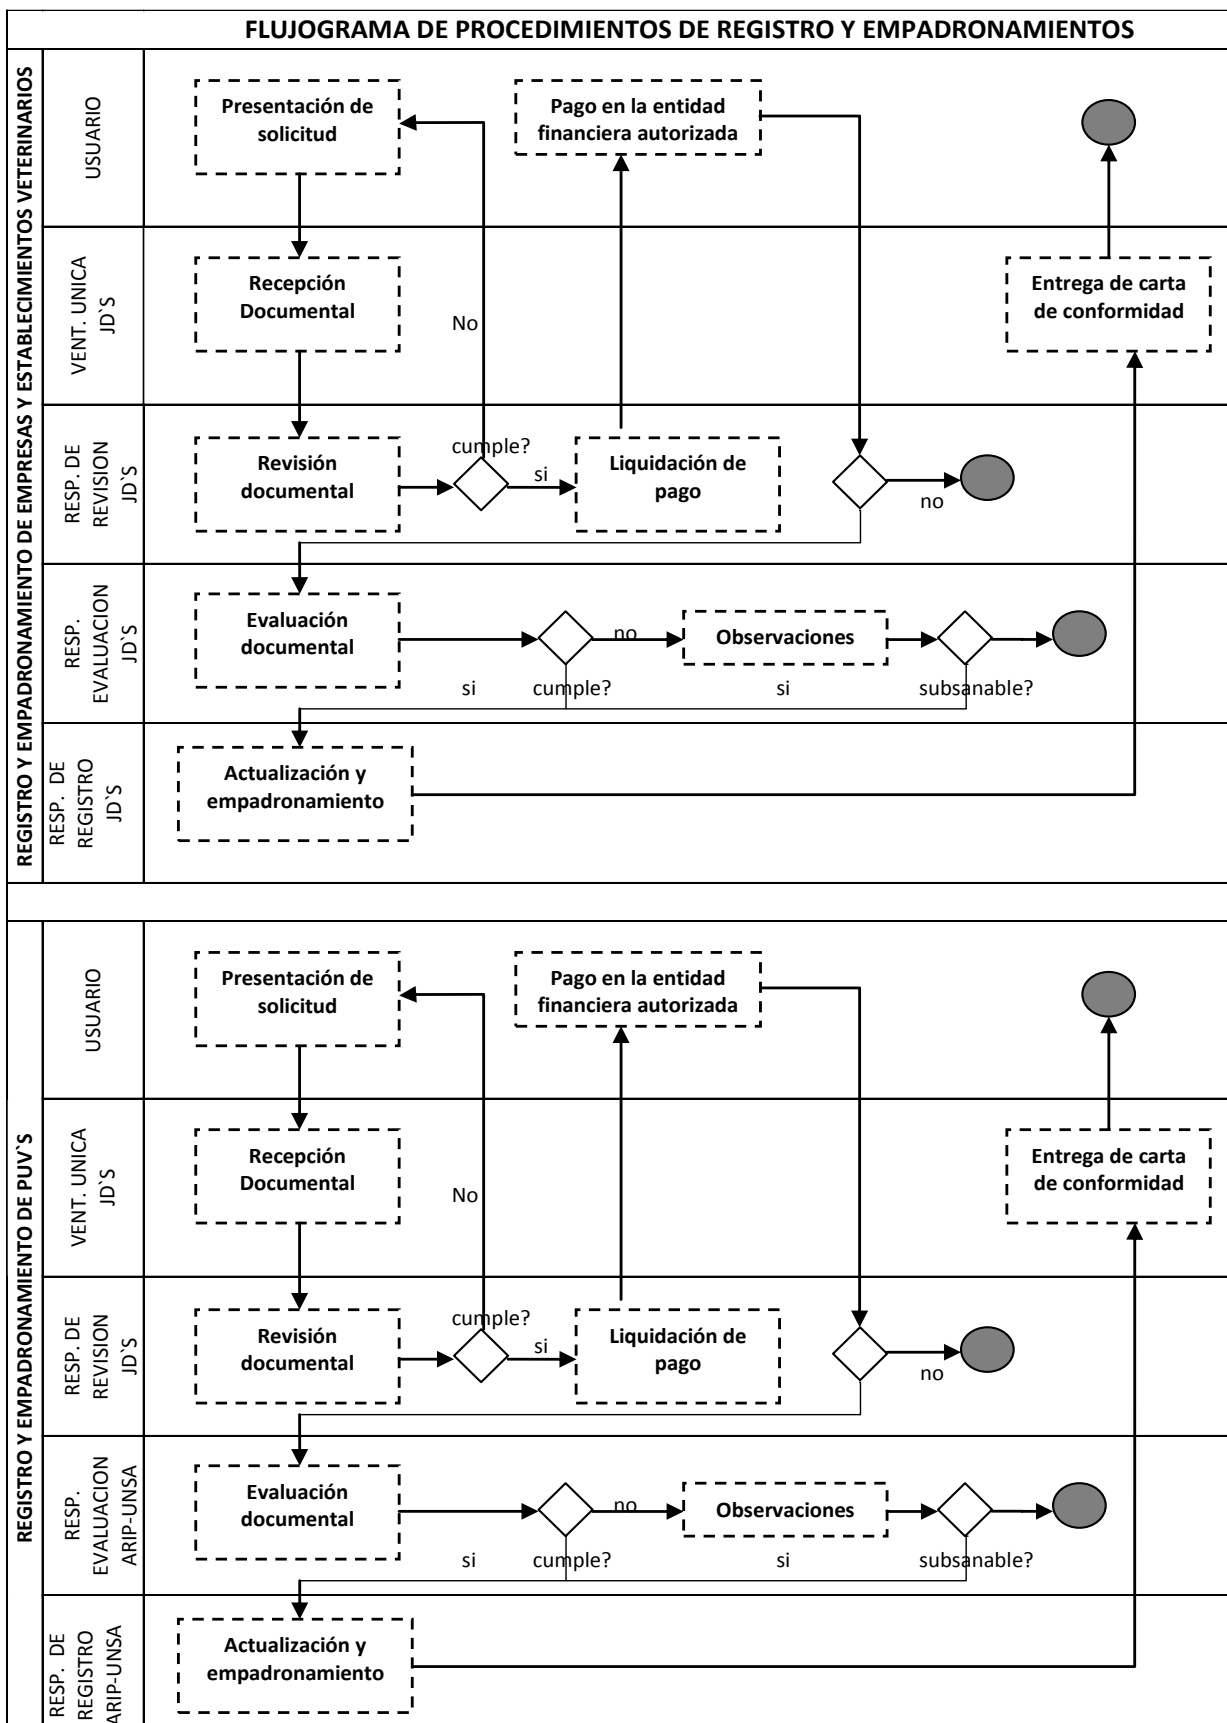 FLUJOGRAMA DE PROCEDIMIENTOS DE REGISTRO Y EMPADRONAMIENTOS
REGISTRO Y EMPADRONAMIENTO DE EMPRESAS Y ESTABLECIMIENTOS VETERINARIOS
USUARIO
Presentación de
solicitud
Pago en la entidad
financiera autorizada
VENT. UNICA
JD`S
Recepción
Documental
No
Entrega de carta
de conformidad
RESP. DE
REVISION
JD`S
Revisión
documental
cumple?
si
Liquidación de
pago
no
RESP.
EVALUACION
JD`S
Evaluación
documental
no
Observaciones
si
cumple?
si
subsanable?
RESP. DE
REGISTRO
JD`S
Actualización y
empadronamiento
REGISTRO Y EMPADRONAMIENTO DE PUV`S
USUARIO
Presentación de
solicitud
Pago en la entidad
financiera autorizada
VENT. UNICA
JD`S
Recepción
Documental
No
Entrega de carta
de conformidad
RESP. DE
REVISION
JD`S
Revisión
documental
cumple?
si
Liquidación de
pago
no
RESP.
EVALUACION
ARIP-UNSA
Evaluación
documental
no
Observaciones
si
cumple?
si
subsanable?
RESP. DE
REGISTRO
ARIP-UNSA
Actualización y
empadronamiento